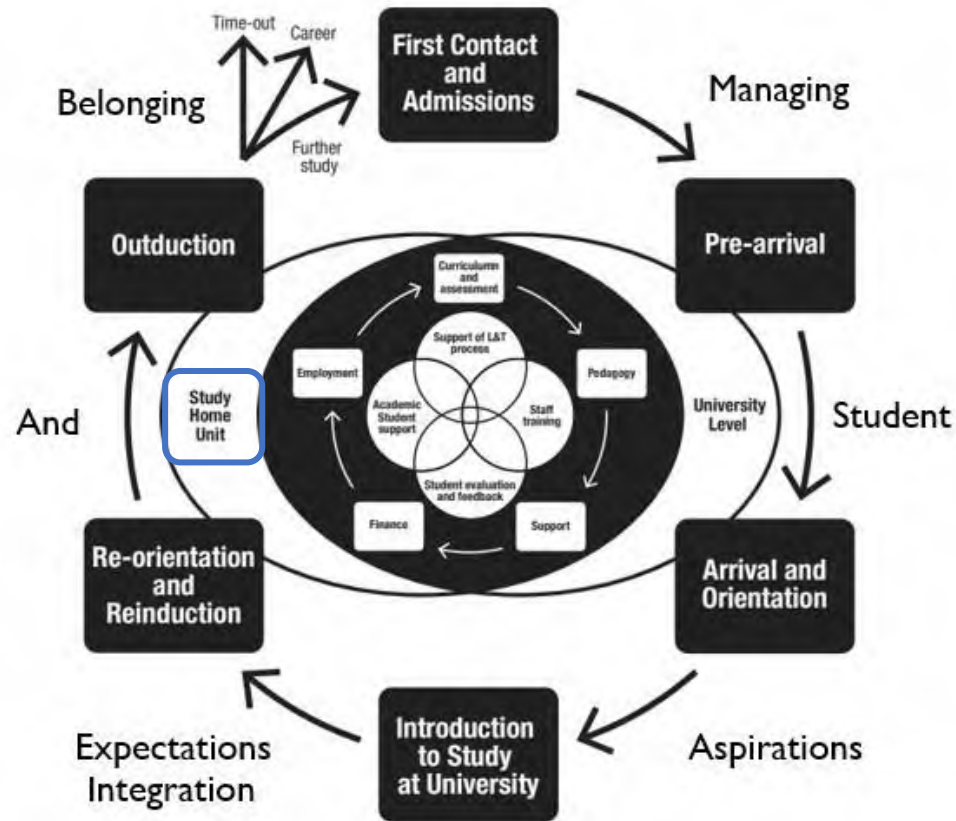 Time-out
Career
Further
study
Belonging
First Contact
and
Admissions
Managing
Outduction
Pre-arrival
Curriculumn
and
assessment
Support of L&T
process
Employment
Pedagogy
Academic
Student
support
Staff
training
Student evaluation
and feedback
Finance
Support
Study
Home
Unit
University
Level
And
Student
Re-orientation
and
Reinduction
Arrival and
Orientation
Introduction
to Study
at University
Expectations
Integration
Aspirations